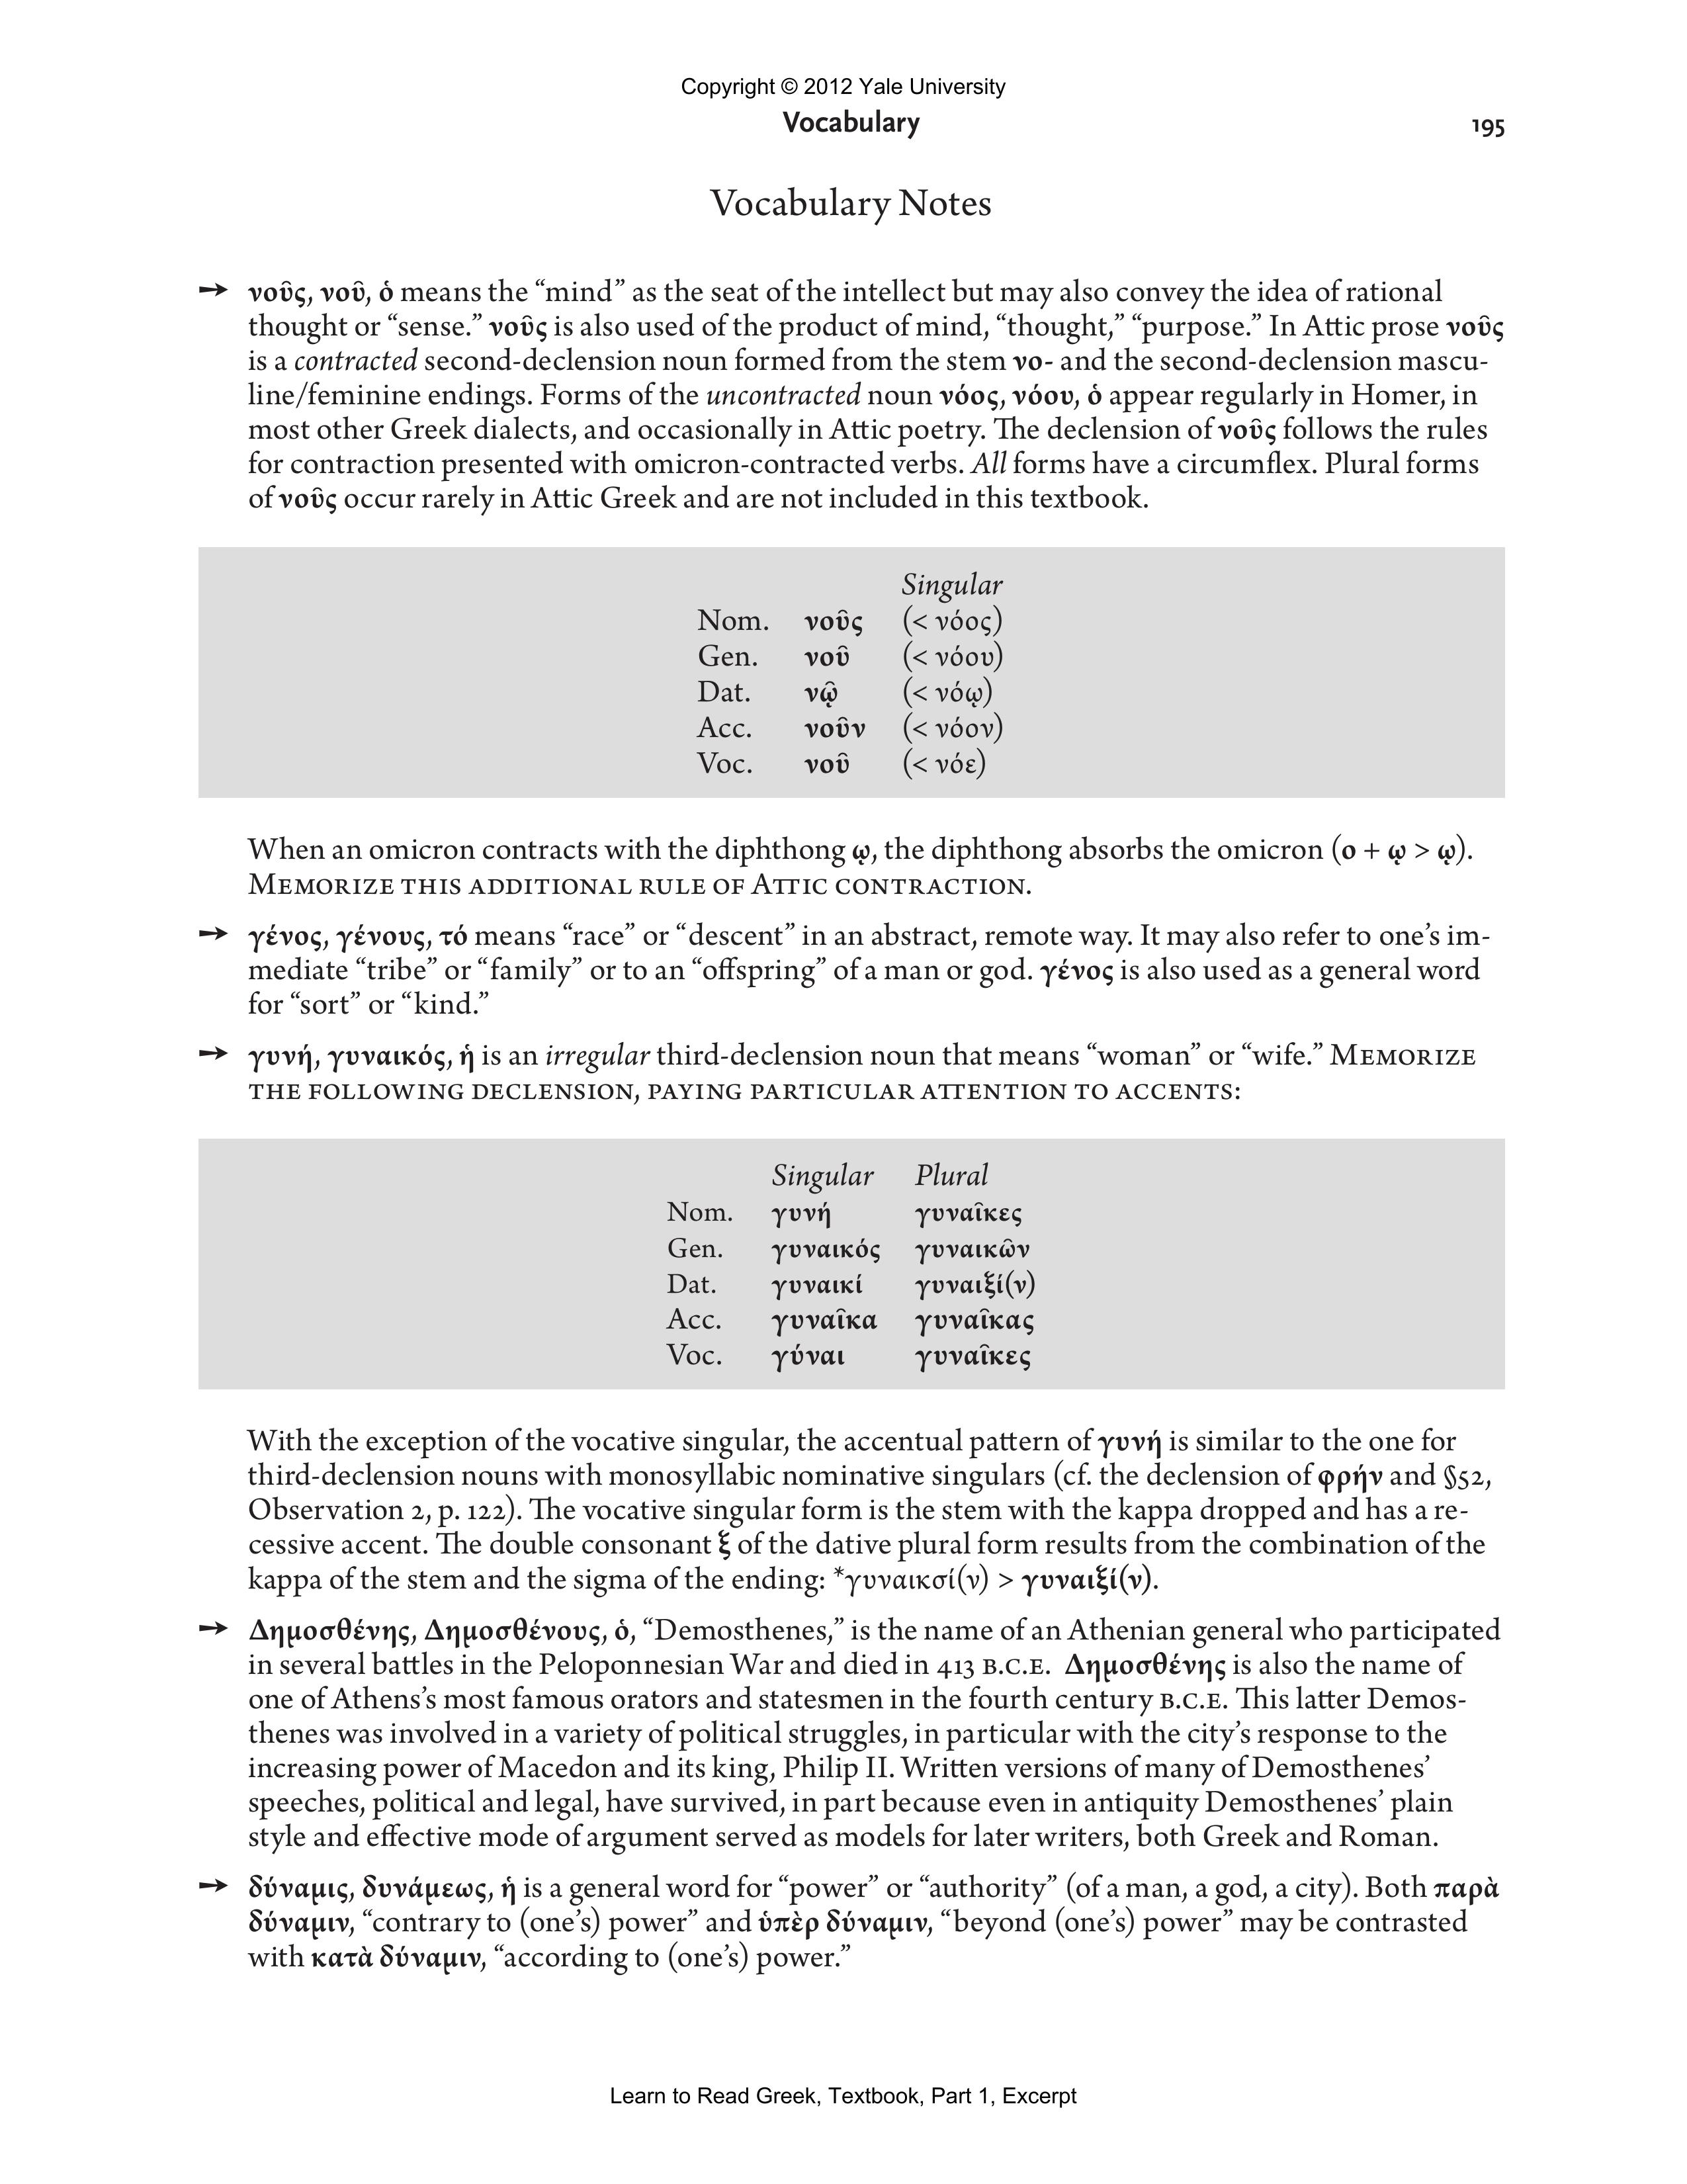 Copyright © 2012 Yale University
Vocabulary 195
Vocabulary Notes
➙ νοῦς, νοῦ, ὁ means the “mind” as the seat of the intellect but may also convey the idea of rational
thought or “sense.” νοῦς is also used of the product of mind, “thought,” “purpose.” In Attic prose νοῦς
is a contracted second-declension noun formed from the stem νο- and the second-declension mascu-
line/feminine endings. Forms of the uncontracted noun νόος, νόου, ὁ appear regularly in Homer, in
most other Greek dialects, and occasionally in Attic poetry. The declension of νοῦς follows the rules
for contraction presented with omicron-contracted verbs. All forms have a circumflex. Plural forms
of νοῦς occur rarely in Attic Greek and are not included in this textbook.
Singular
Nom. νοῦς (< νόος)
Gen. νοῦ (< νόου)
Dat. νῷ (< νόῳ)
Acc. νοῦν (< νόον)
Voc. νοῦ (< νόε)
When an omicron contracts with the diphthong ῳ, the diphthong absorbs the omicron (ο + ῳ > ῳ).
Memorize this additional rule of Attic contraction.
➙ γένος, γένους, τό means “race” or “descent” in an abstract, remote way. It may also refer to one’s im-
mediate “tribe” or “family” or to an “offspring” of a man or god. γένος is also used as a general word
for “sort” or “kind.”
➙ γυνή, γυναικός, ἡ is an irregular third-declension noun that means “woman” or “wife.” Memorize
the following declension, paying particular attention to accents:
Singular Plural
Nom. γυνή γυναῖκες
Gen. γυναικός γυναικῶν
Dat. γυναικί γυναιξί(ν)
Acc. γυναῖκα γυναῖκας
Voc. γύναι γυναῖκες
With the exception of the vocative singular, the accentual pattern of γυνή is similar to the one for
third-declension nouns with monosyllabic nominative singulars (cf. the declension of φρήν and §52,
Observation 2, p. 122). The vocative singular form is the stem with the kappa dropped and has a re-
cessive accent. The double consonant ξ of the dative plural form results from the combination of the
kappa of the stem and the sigma of the ending: *γυναικσί(ν) > γυναιξί(ν).
➙ Δημοσθένης, Δημοσθένους, ὁ, “Demosthenes,” is the name of an Athenian general who participated
in several battles in the Peloponnesian War and died in 413 b.c.e. Δημοσθένης is also the name of
one of Athens’s most famous orators and statesmen in the fourth century b.c.e. This latter Demos-
thenes was involved in a variety of political struggles, in particular with the city’s response to the
increasing power of Macedon and its king, Philip II. Written versions of many of Demosthenes’
speeches, political and legal, have survived, in part because even in antiquity Demosthenes’ plain
style and effective mode of argument served as models for later writers, both Greek and Roman.
➙ δύναμις, δυνάμεως, ἡ is a general word for “power” or “authority” (of a man, a god, a city). Both παρὰ
δύναμιν, “contrary to (one’s) power” and ὑπὲρ δύναμιν, “beyond (one’s) power” may be contrasted
with κατὰ δύναμιν, “according to (one’s) power.”
Learn to Read Greek, Textbook, Part 1, Excerpt